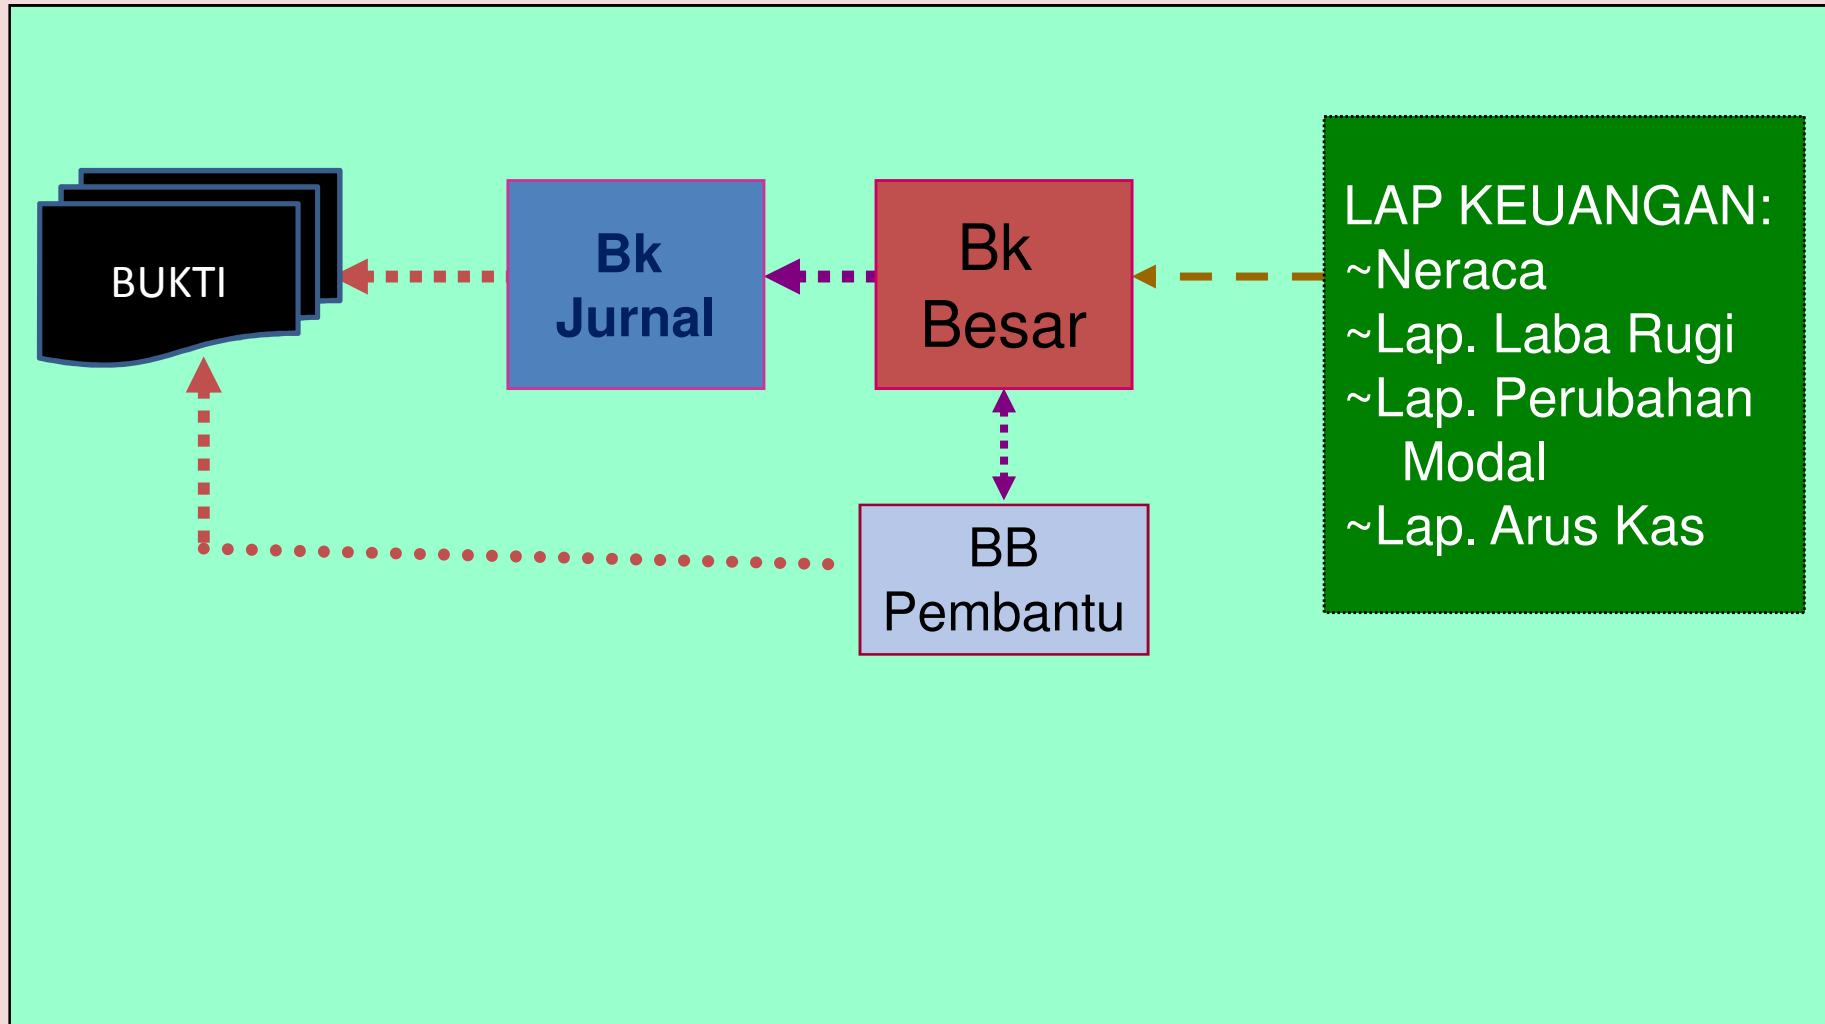 BUKTI
Bk
Jurnal
Bk
Besar
BB
Pembantu
LAP KEUANGAN:
~Neraca
~Lap. Laba Rugi
~Lap. Perubahan
Modal
~Lap. Arus Kas